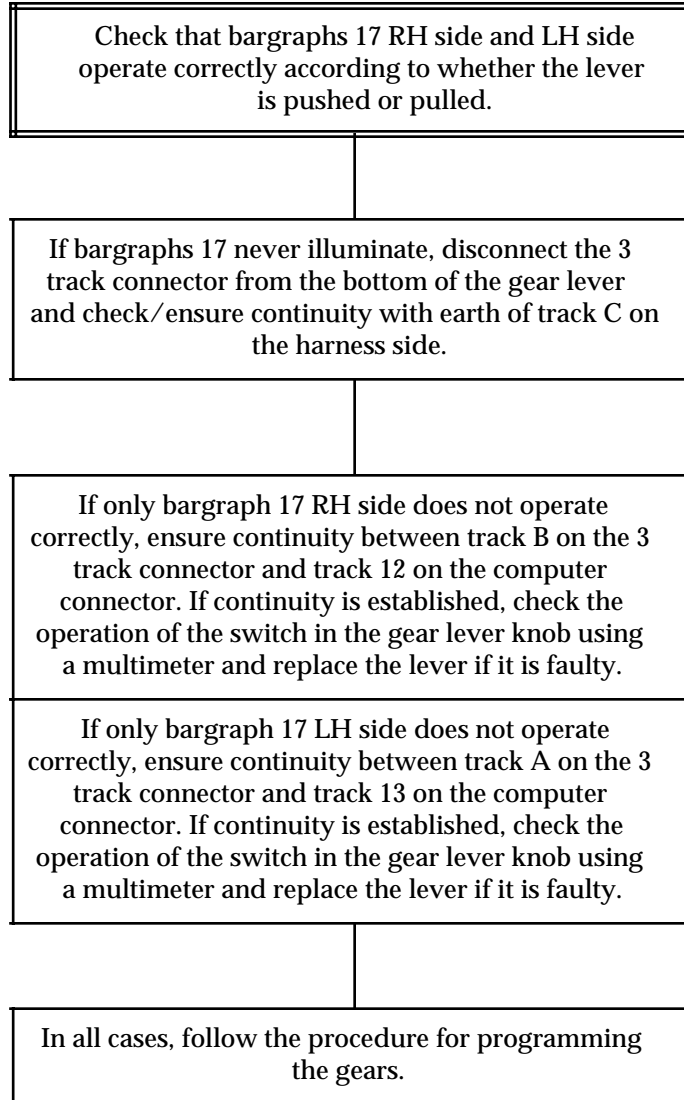 Check that bargraphs 17 RH side and LH side
operate correctly according to whether the lever
is pushed or pulled.
If bargraphs 17 never illuminate, disconnect the 3
track connector from the bottom of the gear lever
and check/ensure continuity with earth of track C on
the harness side.
If only bargraph 17 RH side does not operate
correctly, ensure continuity between track B on the 3
track connector and track 12 on the computer
connector. If continuity is established, check the
operation of the switch in the gear lever knob using
a multimeter and replace the lever if it is faulty.
If only bargraph 17 LH side does not operate
correctly, ensure continuity between track A on the 3
track connector and track 13 on the computer
connector. If continuity is established, check the
operation of the switch in the gear lever knob using
a multimeter and replace the lever if it is faulty.
In all cases, follow the procedure for programming
the gears.